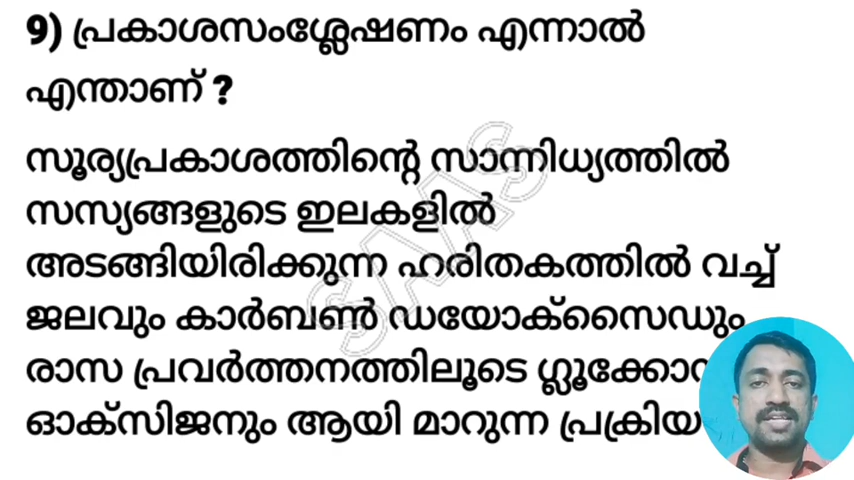 9) പ്രകാശസംശ്ലേഷണം എന്നാൽ
എന്താണ് ?
സൂര്യപ്രകാശത്തിന്റെ സാന്നിധ്യത്തിൽ
സസ്യങ്ങളുടെ ഇലകളിൽ
അടങ്ങിയിരിക്കുന്ന ഹരിതകത്തിൽ വച്ച്
ജലവും കാർബൺ ഡയോക്സൈഡും
രാസ പ്രവർത്തനത്തിലൂടെ
ഓക്സിജനും ആയി മാറുന്ന പ്രക്രിയ
SAAS